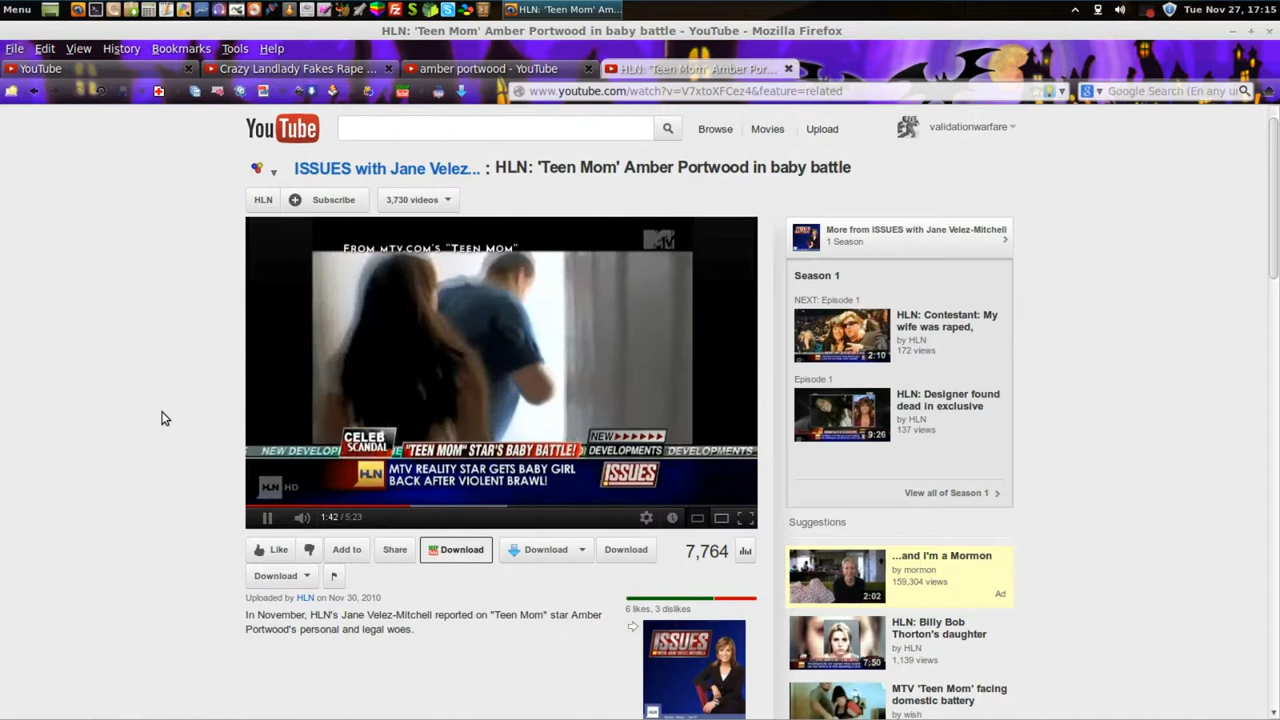 Menu
HLN: 'Teen Mom' Am...
Tue Nov 27, 17:15
HLN: 'Teen Mom' Amber Portwood in baby battle - YouTube - Mozilla Firefox
File Edit View History Bookmarks Tools Help
YouTube
Crazy Landlady Fakes Rape ...
amber portwood - YouTube
HLN: 'Teen Mom' Amber Por...
www.youtube.com/watch?v=V7xtoXFCez4&feature=related
Google Search (En any ur
YouTube
Browse
Movies
Upload
validationwarfare
ISSUES with Jane Velez... : HLN: 'Teen Mom' Amber Portwood in baby battle
HLN
Subscribe
3,730 videos
FROM MTV.COM'S "TEEN MOM"
MTV
CELEB SCANDAL
NEW DEVELOP
"TEEN MOM" STAR'S BABY BATTLE!
NEW
DEVELOPMENTS DEVELOPMENTS
HLN
MTV REALITY STAR GETS BABY GIRL
BACK AFTER VIOLENT BRAWL!
ISSUES
HLN HD
1:42 / 5:23
Like
Add to
Share
Download
Download
Download
7,764
Download
Uploaded by HLN on Nov 30, 2010
In November, HLN's Jane Velez-Mitchell reported on "Teen Mom" star Amber
Portwood's personal and legal woes.
6 likes, 3 dislikes
ISSUES
HLN
More from ISSUES with Jane Velez-Mitchell
1 Season
Season 1
NEXT: Episode 1
HLN: Contestant: My
wife was raped,
by HLN
172 views
2:10
Episode 1
HLN: Designer found
dead in exclusive
by HLN
137 views
9:26
View all of Season 1
Suggestions
...and I'm a Mormon
by mormon
159,304 views
Ad
2:02
HLN: Billy Bob
Thorton's daughter
by HLN
1,139 views
7:50
MTV 'Teen Mom' facing
domestic battery
by wish